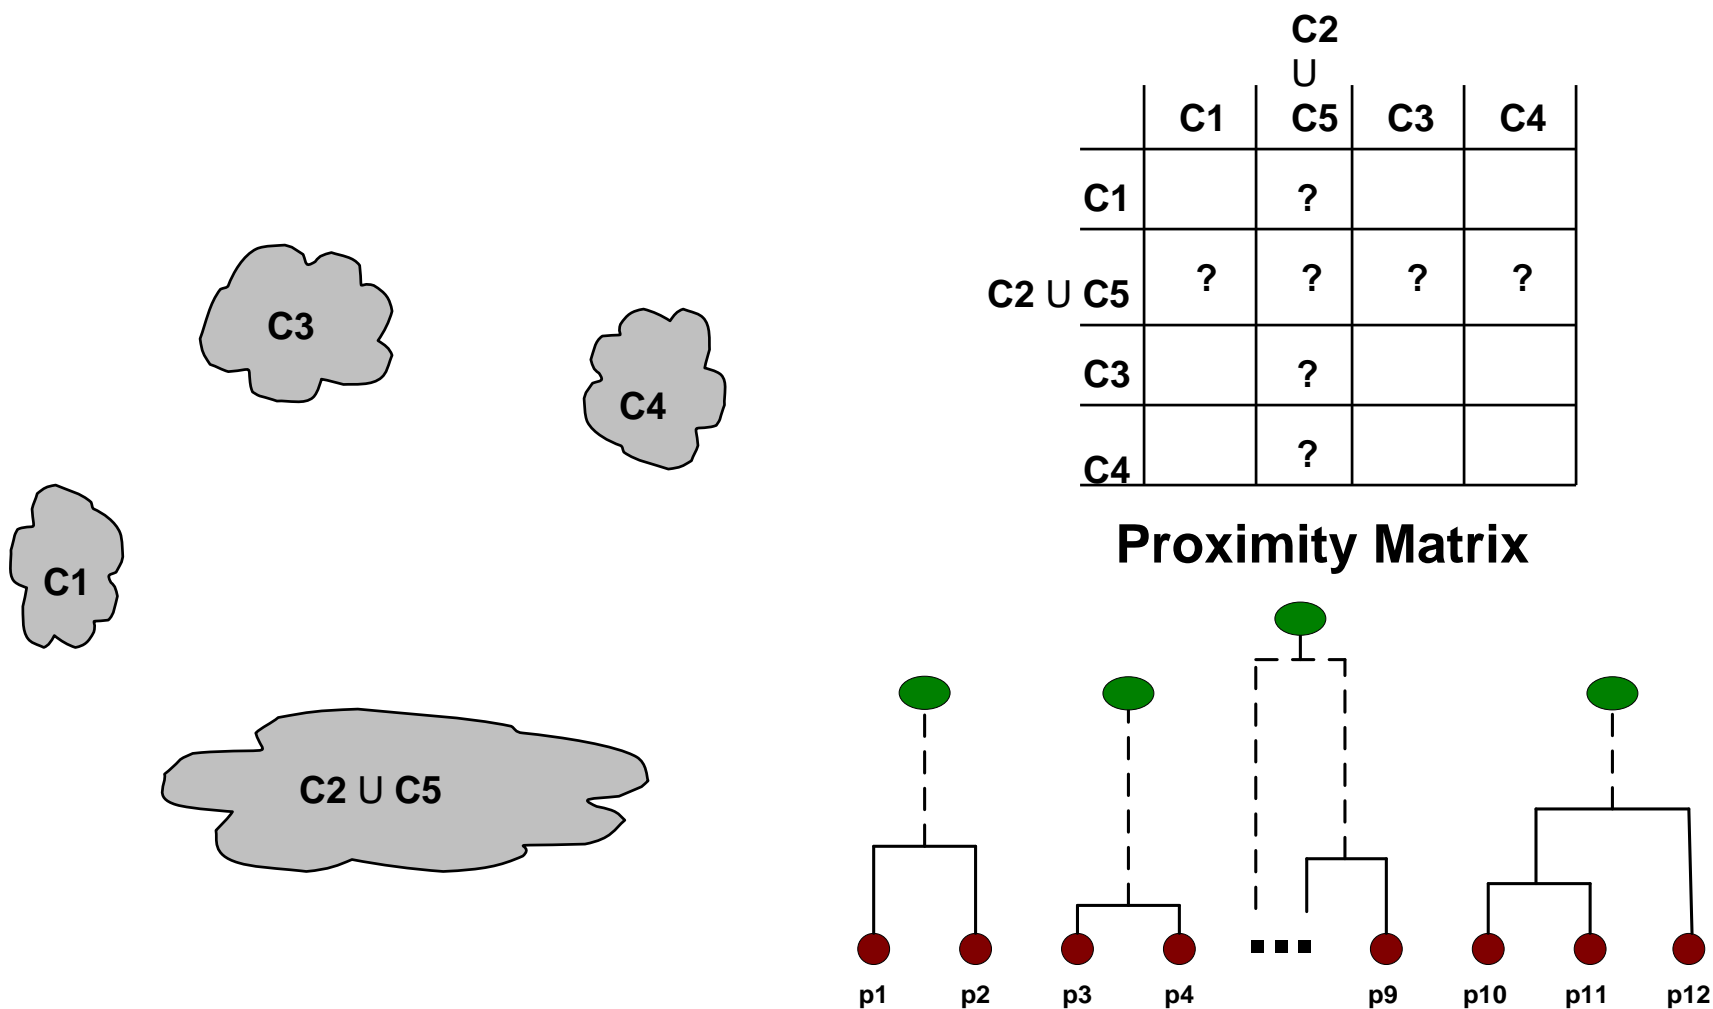 C2
U
C1 C5 C3 C4
C1 ?
C2 U C5 ? ? ? ?
C3 ?
C4 ?
Proximity Matrix
C3
C4
C1
C2 U C5
p1 p2 p3 p4 p9 p10 p11 p12